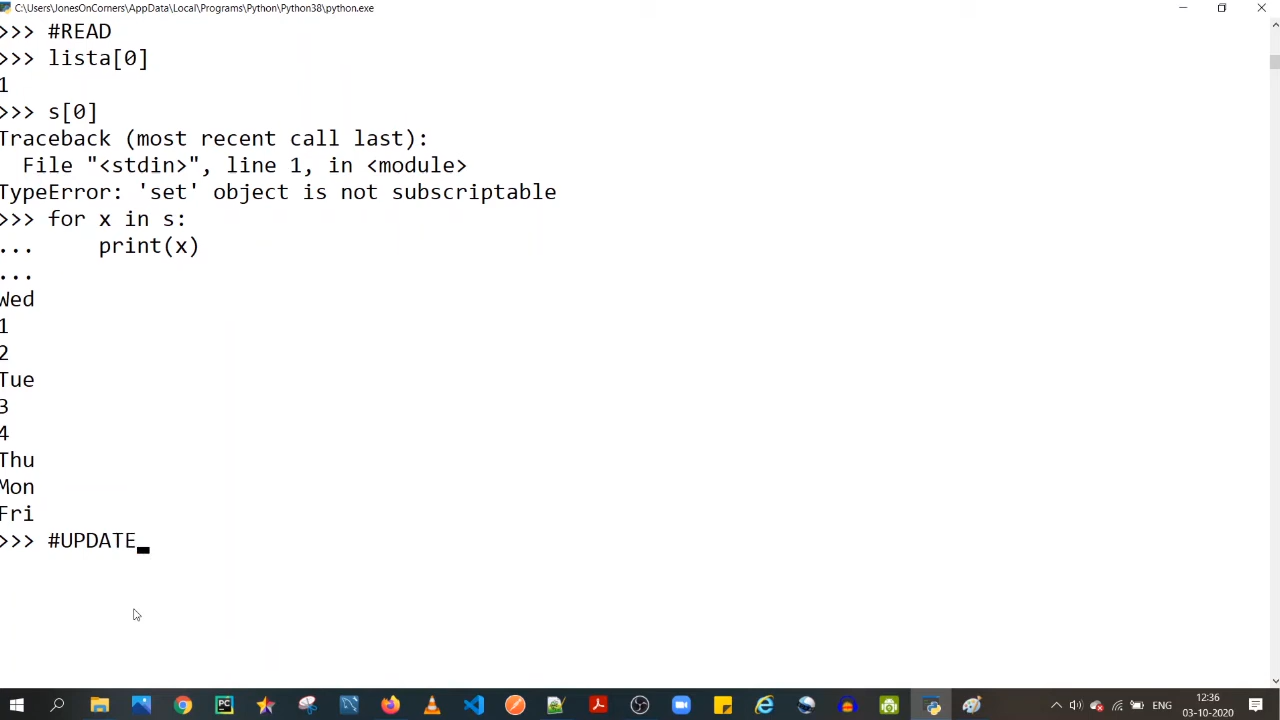 C:\Users\JonesOnCorners\AppData\Local\Programs\Python\Python38\python.exe
>>> #READ
>>> lista[0]
1
>>> s[0]
Traceback (most recent call last):
  File "<stdin>", line 1, in <module>
TypeError: 'set' object is not subscriptable
>>> for x in s:
...     print(x)
...
Wed
1
2
Tue
3
4
Thu
Mon
Fri
>>> #UPDATE
PC
ENG
12:36
03-10-2020